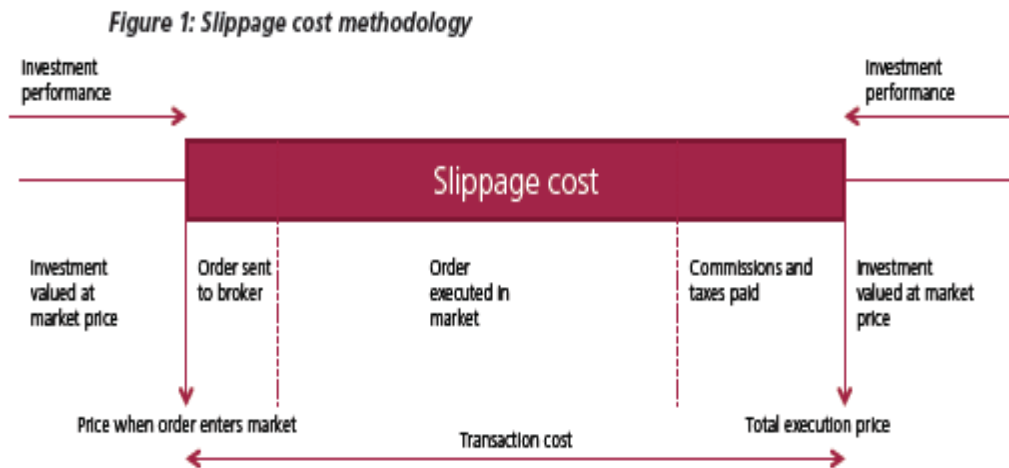 Figure 1: Slippage cost methodology
Investment
performance
Investment
performance
Slippage cost
Investment
valued at
market price
Order sent
to broker
Order
executed in
market
Commissions and
taxes paid
Investment
valued at market
price
Price when order enters market
Transaction cost
Total execution price